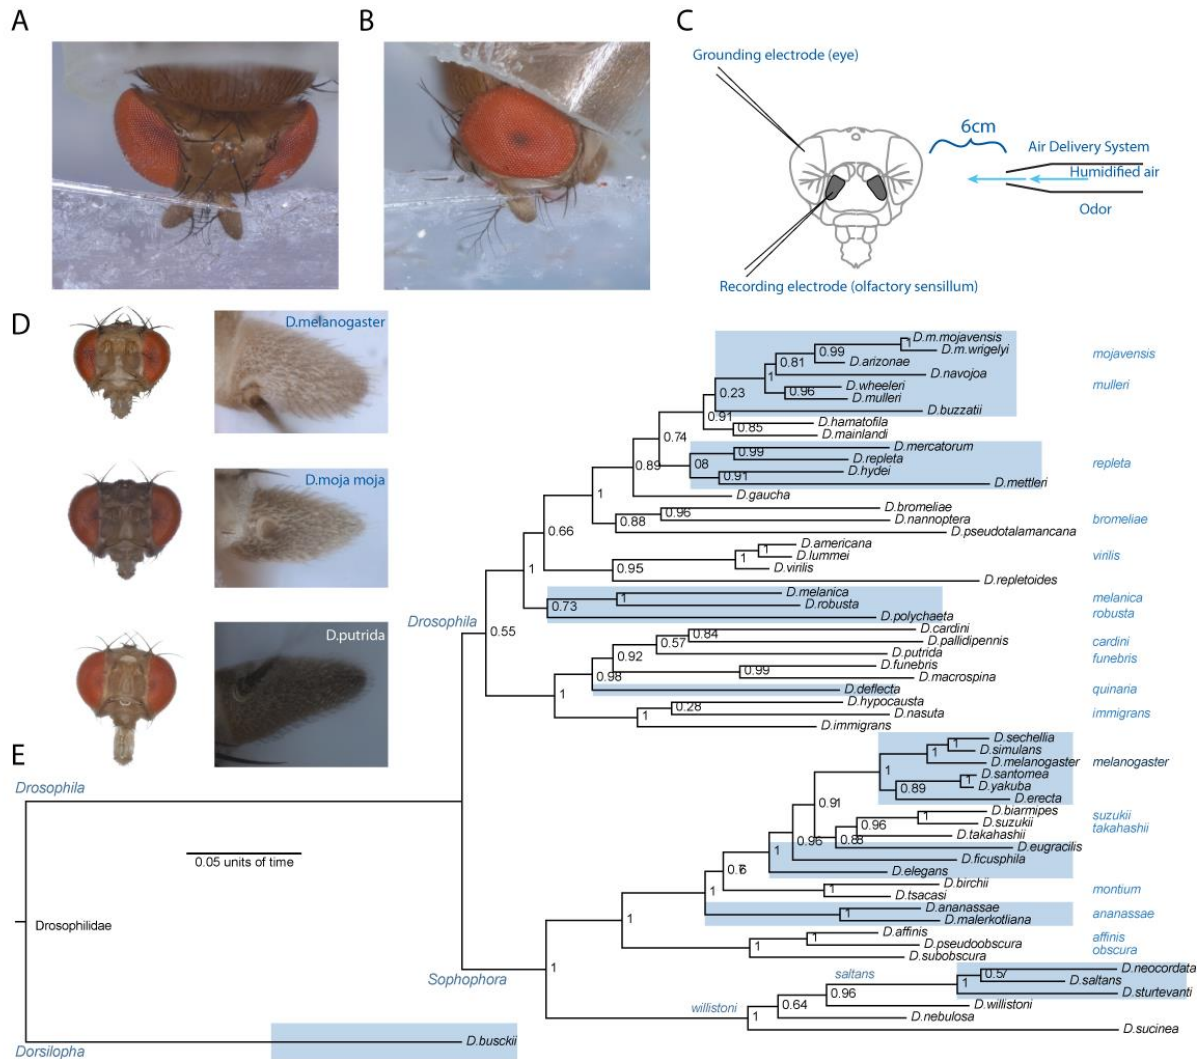 A
B
C
Grounding electrode (eye)
6cm
Air Delivery System
Humidified air
Odor
Recording electrode (olfactory sensillum)
D
D.melanogaster
D.moja moja
D.putrida
D.m.mojavensis
mojavensis
1
D.m.wrigelyi
0.99
0.81
D.arizonae
1
D.navojoa
D.wheeleri
mulleri
0.23
0.96
D.mulleri
D.buzzatii
0.91
D.hamatofila
0.85
D.mainlandi
0.74
D.mercatorum
0.99
D.repleta
repleta
0.89
08
D.hydei
0.91
D.mettleri
D.gaucha
1
D.bromeliae
0.96
D.nannoptera
bromeliae
0.88
D.pseudotalamancana
0.66
D.americana
1
D.lummei
virilis
1
D.virilis
0.95
1
D.repletoides
D.melanica
melanica
1
D.robusta
0.73
robusta
D.polychaeta
Drosophila
0.55
D.cardini
0.84
D.pallidipennis
cardini
0.57
D.putrida
0.92
funebris
D.funebris
0.99
0.98
D.macrospina
D.deflecta
quinaria
1
D.hypocausta
0.28
D.nasuta
immigrans
1
D.immigrans
E
D.sechellia
1
D.simulans
1
D.melanogaster
melanogaster
1
D.santomea
1
D.yakuba
0.89
D.erecta
Drosophila
0.91
D.biarmipes
1
suzukii
D.suzukii
0.96
takahashii
D.takahashii
0.96
0.88
D.eugracilis
1
D.ficusphila
0.05 units of time
D.elegans
D.birchii
1
montium
D.tsacasi
1
D.ananassae
1
ananassae
D.malerkotliana
1
Drosophilidae
D.affinis
affinis
1
D.pseudoobscura
1
obscura
D.subobscura
1
Sophophora
saltans
D.neocordata
0.57
D.saltans
1
D.sturtevanti
0.96
willistoni
D.willistoni
0.64
D.nebulosa
1
D.sucinea
D.busckii
Dorsilopha